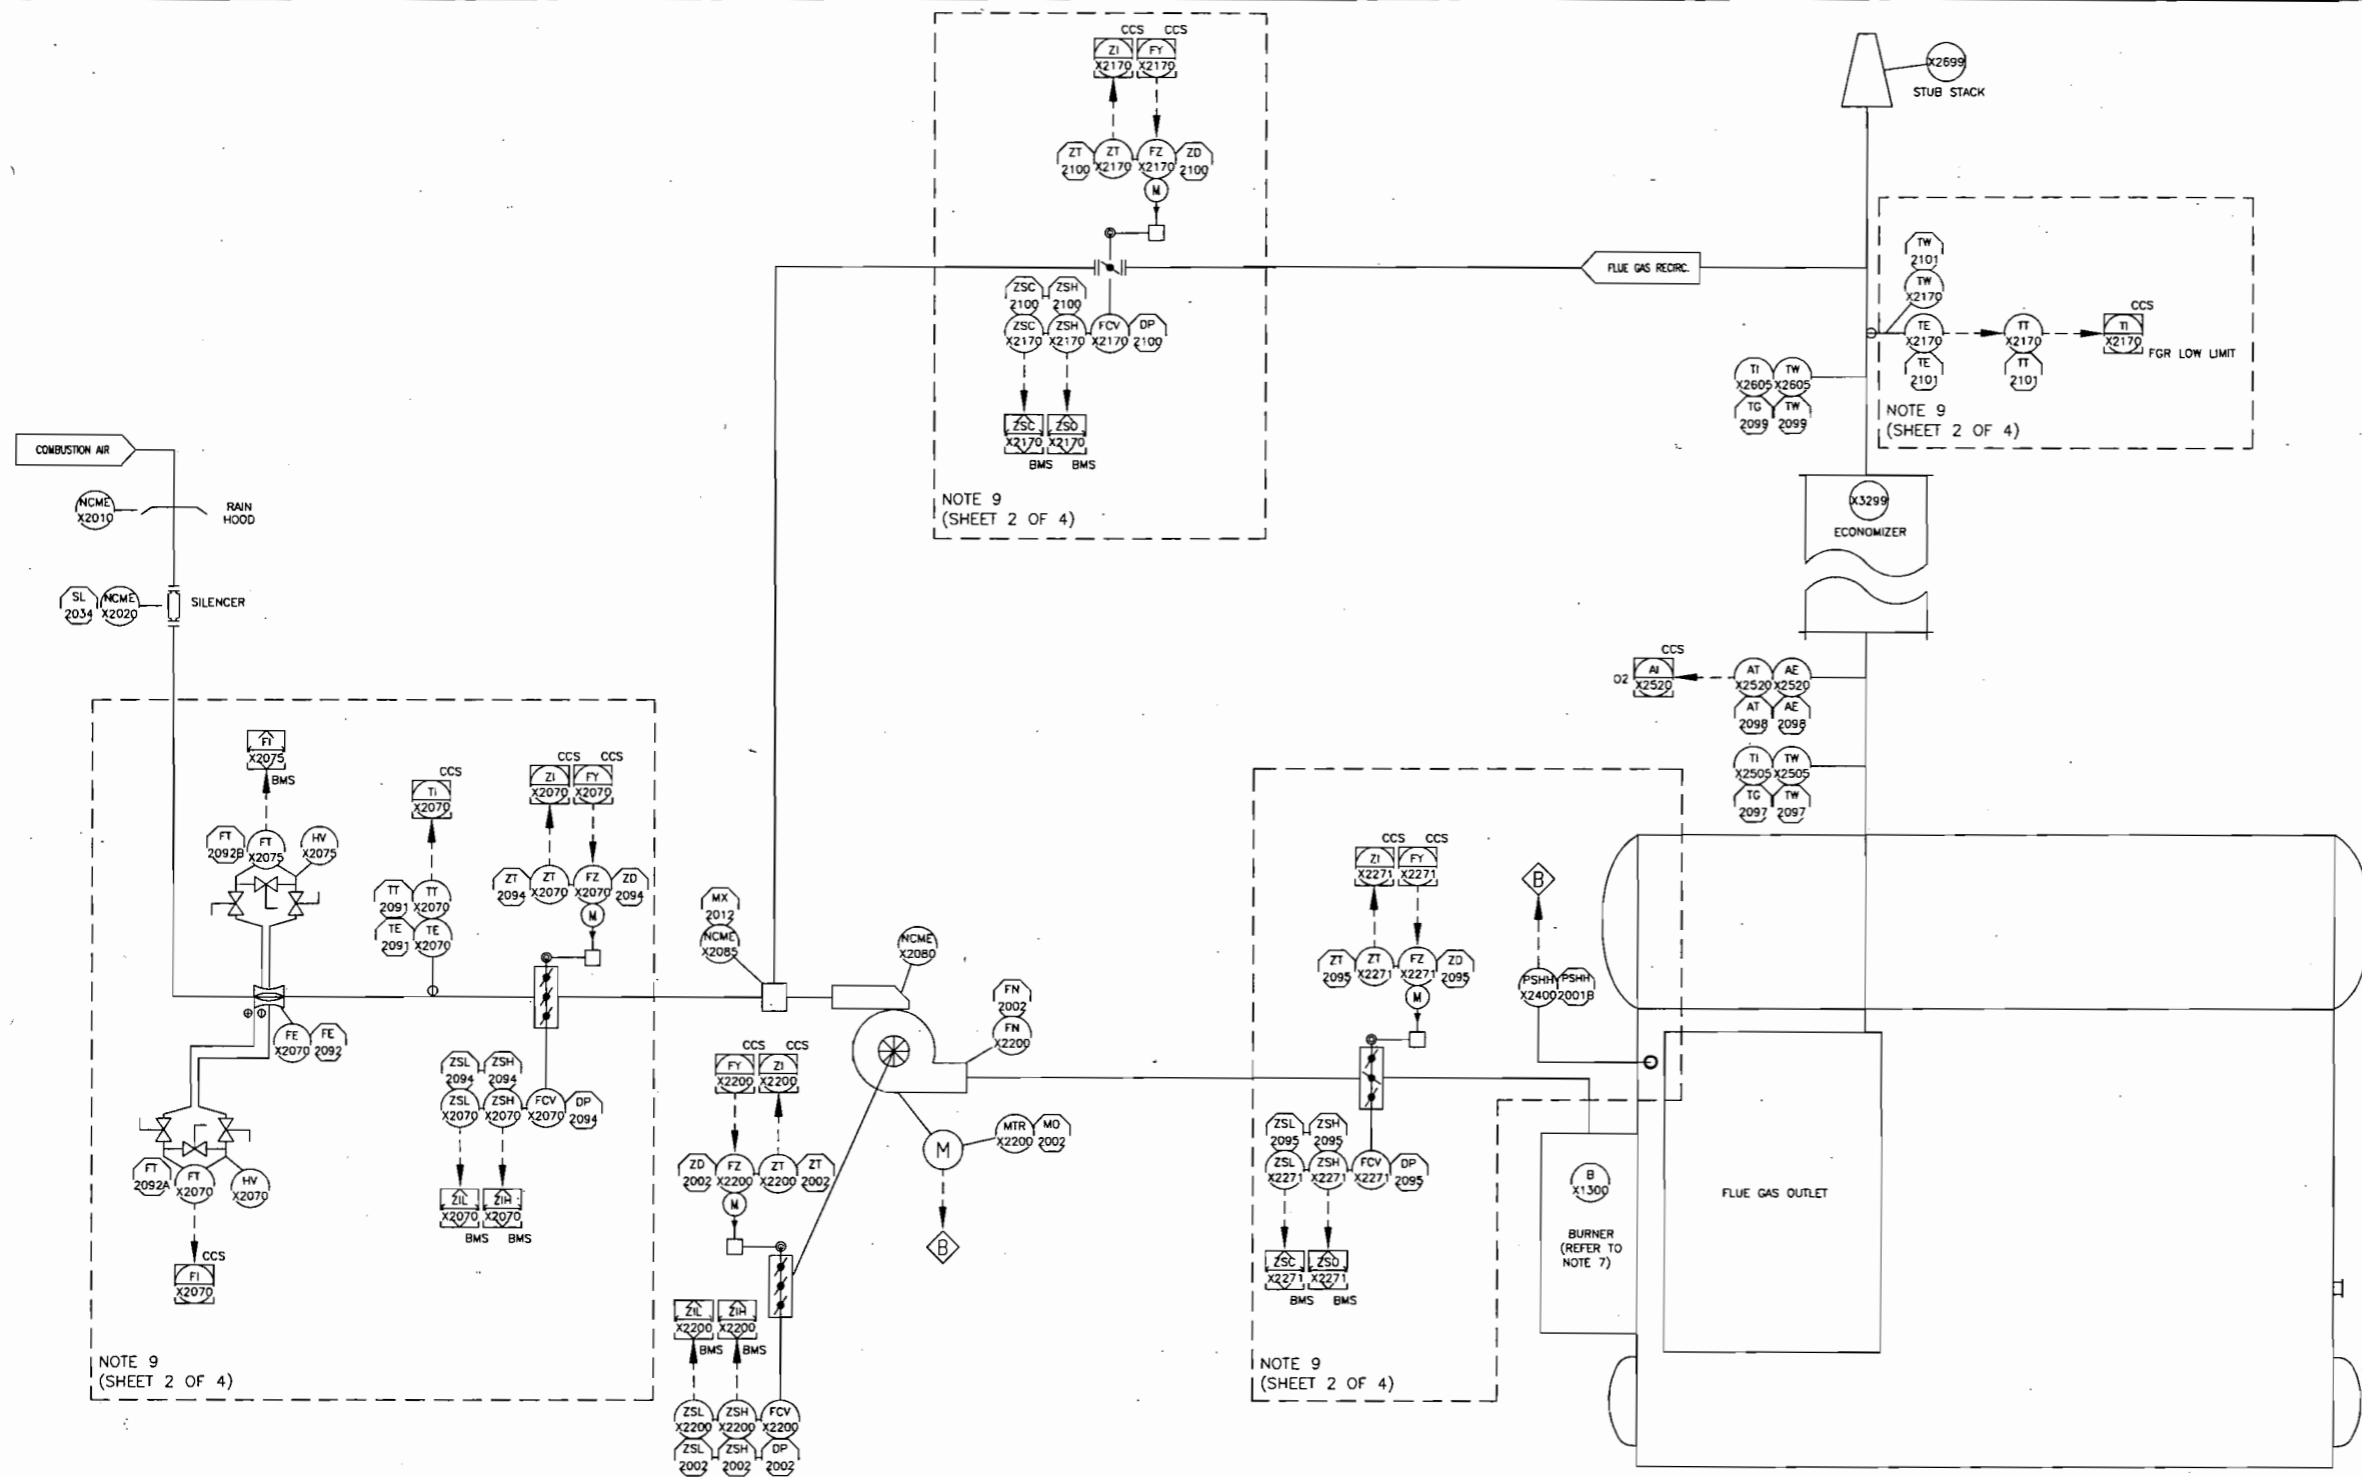 CCS CCS
ZI FY
X2170 X2170
ZT ZT FZ ZD
2100 X2170 X2170 2100
M
ZSC ZSH
2100 2100
ZSC ZSH FCV DP
X2170 X2170 X2170 2100
ZSC ZSO
X2170 X2170
BMS BMS
NOTE 9
(SHEET 2 OF 4)
X2699
STUB STACK
FLUE GAS RECIRC.
TW
2101
TW
X2170
CCS
TE TT TI
X2170 X2170 X2170
FGR LOW LIMIT
TE TT
2101 2101
NOTE 9
(SHEET 2 OF 4)
TI TW
X2605 X2605
TG TW
2099 2099
X3299
ECONOMIZER
CCS
O2
AI AT AE
X2520 X2520 X2520
AT AE
2098 2098
TI TW
X2505 X2505
TG TW
2097 2097
COMBUSTION AIR
NCME
X2010
RAIN
HOOD
SL NCME
2034 X2020
SILENCER
FI
X2075
BMS
FT FT HV
2092B X2075 X2075
CCS
TI
X2070
TT TT
2091 X2070
TE TE
2091 X2070
CCS CCS
ZI FY
X2070 X2070
ZT ZT FZ ZD
2094 X2070 X2070 2094
M
FE FE
X2070 2092
ZSL ZSH
2094 2094
ZSL ZSH FCV DP
X2070 X2070 X2070 2094
ZIL ZIH
X2070 X2070
BMS BMS
FT FT HV
2092A X2070 X2070
CCS
FI
X2070
NOTE 9
(SHEET 2 OF 4)
MX
2012
NCME
X2085
NCME
X2080
FN
2002
FN
X2200
CCS CCS
FY ZI
X2200 X2200
MTR MO
X2200 2002
M
B
ZD FZ ZT ZT
2002 X2200 X2200 2002
M
ZIL ZIH
X2200 X2200
BMS BMS
ZSL ZSH FCV
X2200 X2200 X2200
ZSL ZSH DP
2002 2002 2002
CCS CCS
ZI FY
X2271 X2271
ZT ZT FZ ZD
2095 X2271 X2271 2095
M
B
PSHH PSHH
X2400 2001B
ZSL ZSH
2095 2095
ZSL ZSH FCV DP
X2271 X2271 X2271 2095
ZSC ZSO
X2271 X2271
BMS BMS
NOTE 9
(SHEET 2 OF 4)
B
X1300
BURNER
(REFER TO
NOTE 7)
FLUE GAS OUTLET